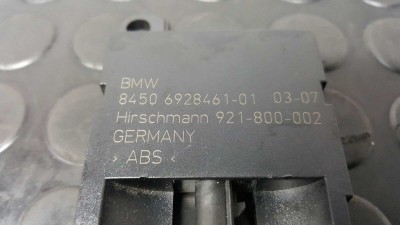 BMW
8450 6928461-01 03-07
Hirschmann 921-800-002
GERMANY
> ABS <